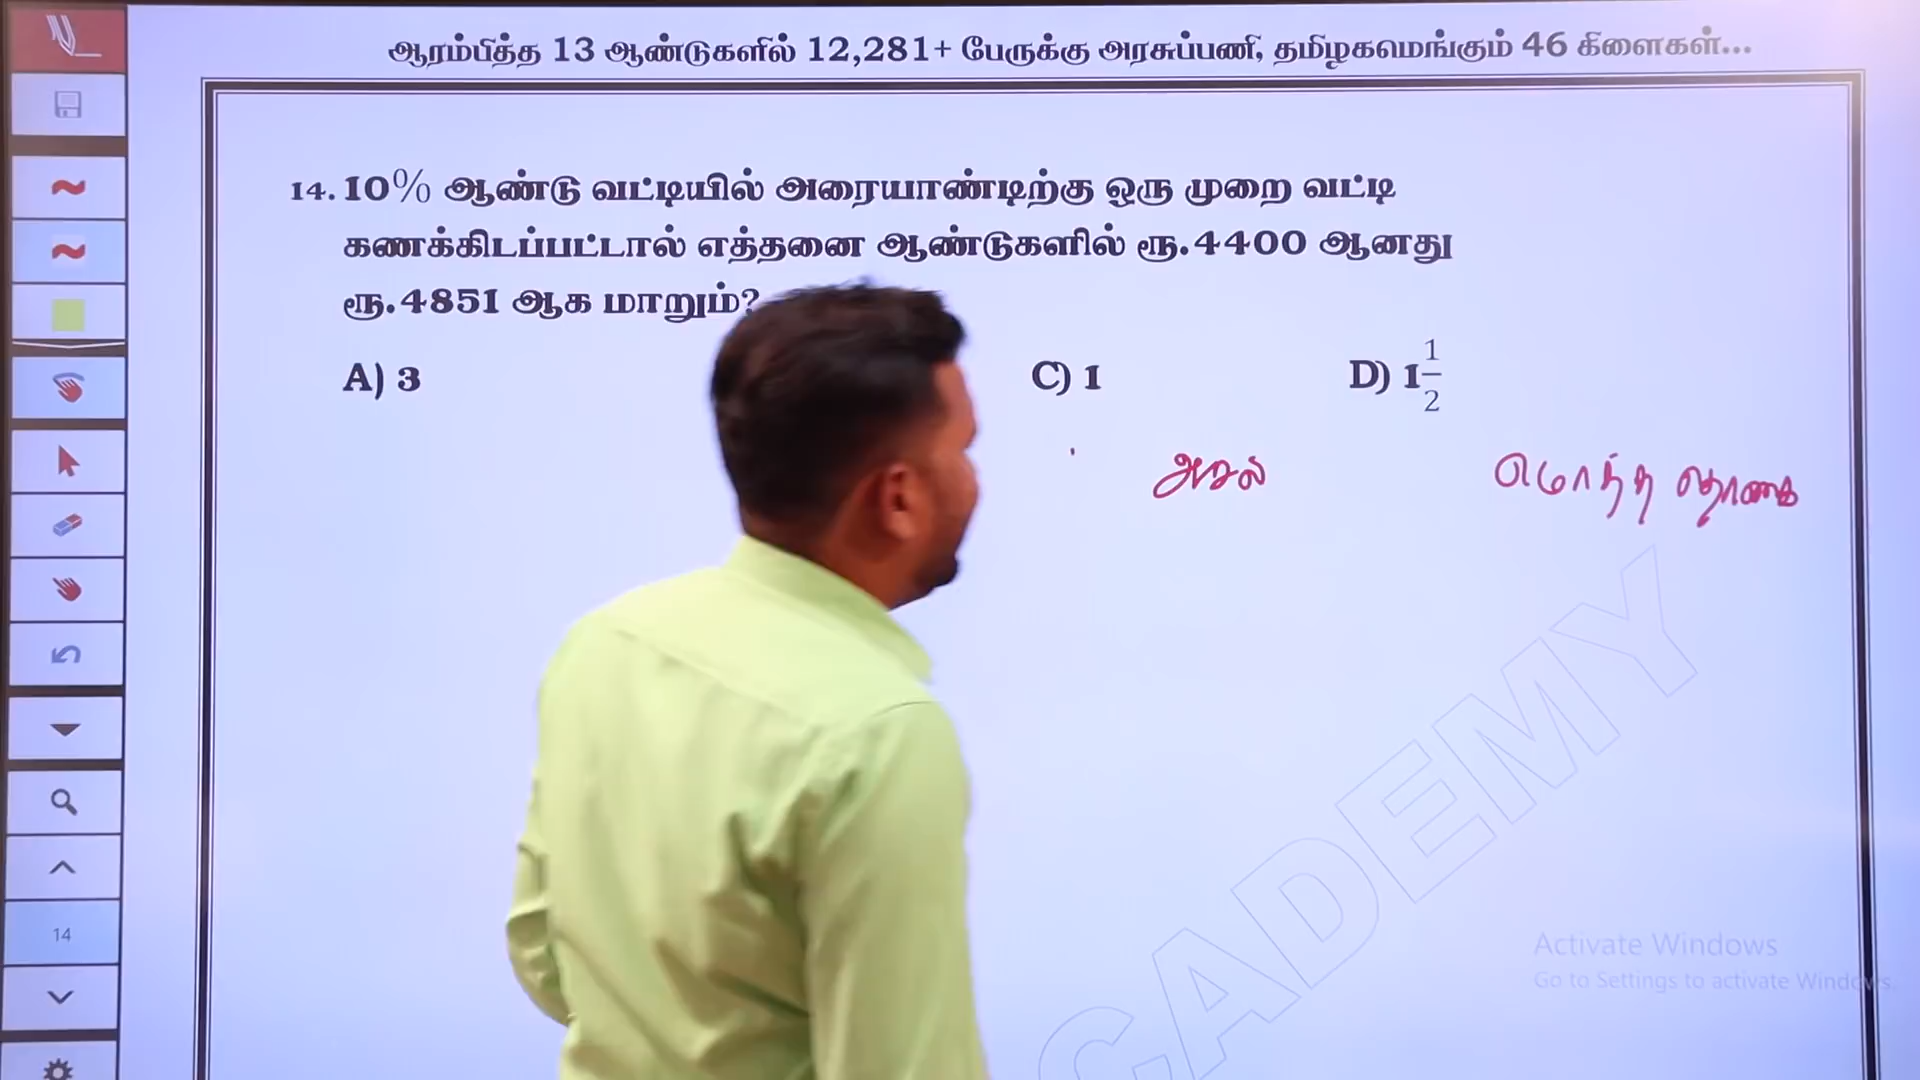 ஆரம்பித்த 13 ஆண்டுகளில் 12,281+ பேருக்கு அரசுப்பணி, தமிழகமெங்கும் 46 கிளைகள்...
14. 10% ஆண்டு வட்டியில் அரையாண்டிற்கு ஒரு முறை வட்டி
கணக்கிடப்பட்டால் எத்தனை ஆண்டுகளில் ரூ.4400 ஆனது
ரூ.4851 ஆக மாறும்?
A) 3 C) 1 D) 1 1/2
அசல் மொத்த தொகை
CADEMY
Activate Windows
Go to Settings to activate Windows.
14